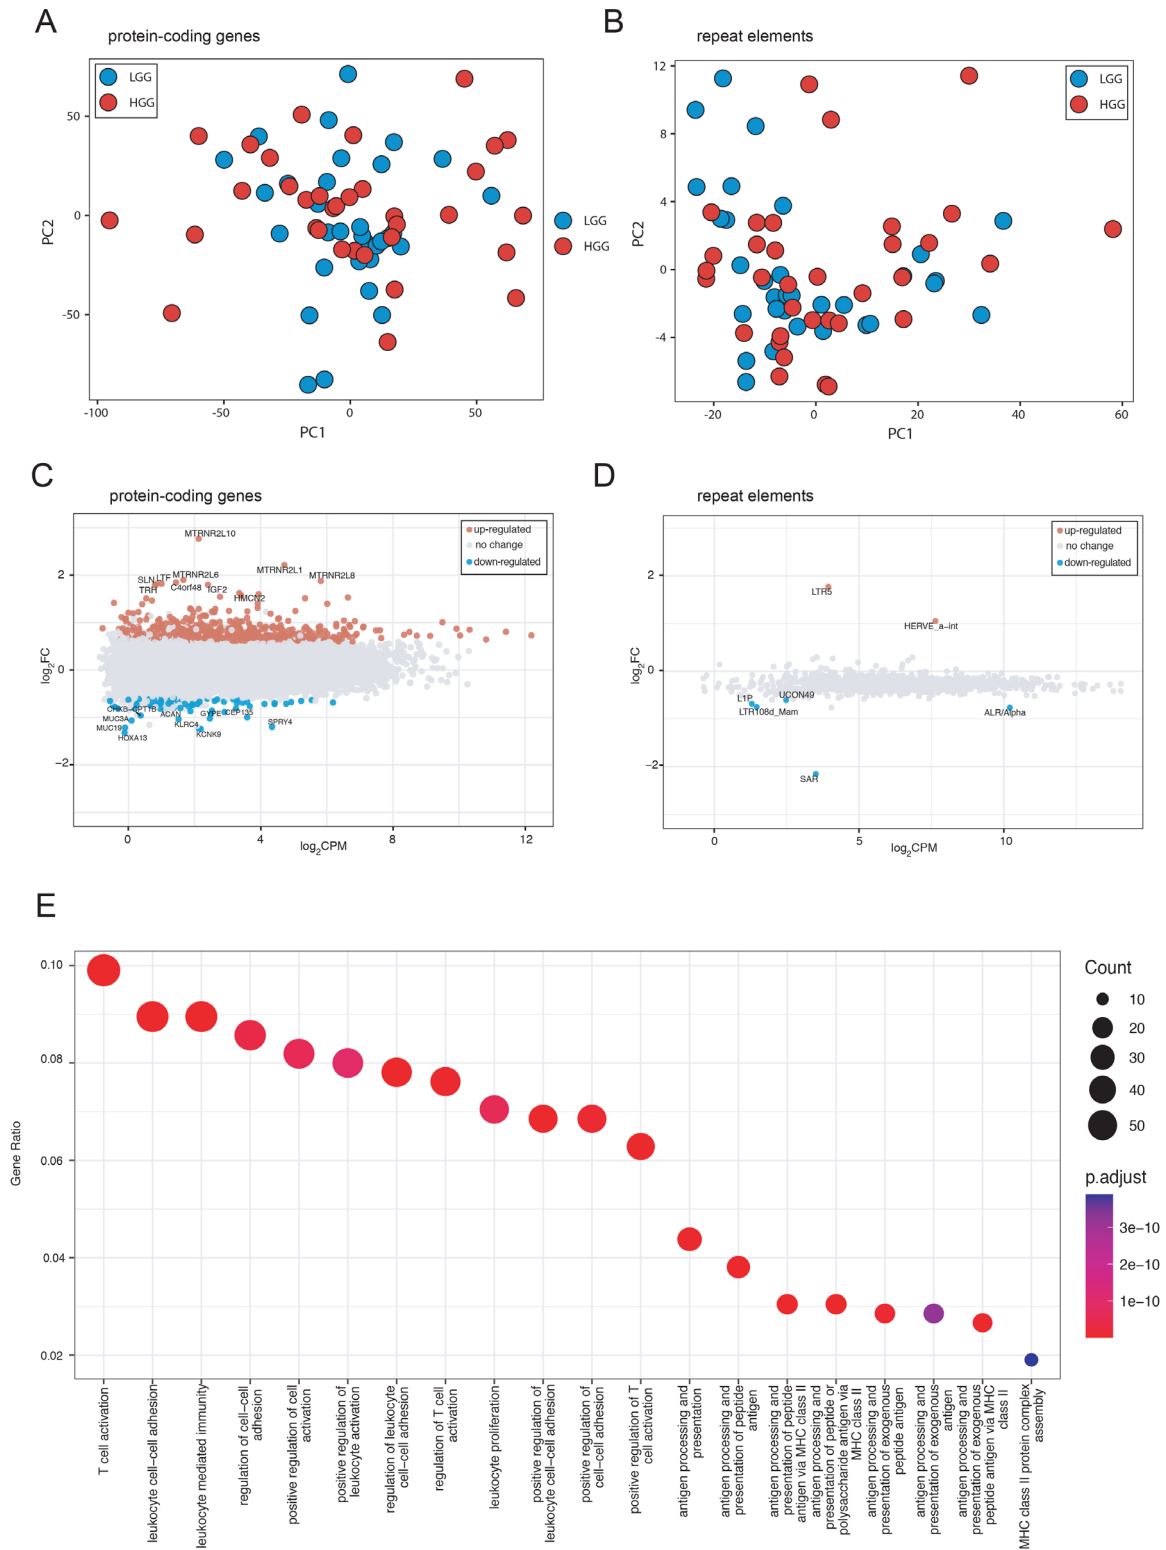 A
protein-coding genes
LGG
HGG
50
0
-50
PC2
-100
-50
0
50
PC1
LGG
HGG
B
repeat elements
LGG
HGG
12
8
4
0
-4
PC2
-20
0
20
40
60
PC1
C
protein-coding genes
up-regulated
no change
down-regulated
MTRNR2L10
MTRNR2L1
MTRNR2L8
SLN
LTF
MTRNR2L6
TRH
C4orf48
IGF2
HMCN2
CHKB-CPT1B
MUC3A
ACAN
GYPE
CEP135
MUC19
KLRC4
SPRY4
HOXA13
KCNK9
2
0
−2
log2FC
0
4
8
12
log2CPM
D
repeat elements
up-regulated
no change
down-regulated
LTR5
HERVE_a-int
L1P
UCON49
LTR108d_Mam
ALR/Alpha
SAR
2
0
−2
log2FC
0
5
10
log2CPM
E
0.10
0.08
0.06
0.04
0.02
Gene Ratio
T cell activation
leukocyte cell−cell adhesion
leukocyte mediated immunity
regulation of cell−cell
adhesion
positive regulation of cell
activation
positive regulation of
leukocyte activation
regulation of leukocyte
cell−cell adhesion
regulation of T cell
activation
leukocyte proliferation
positive regulation of
leukocyte cell−cell adhesion
positive regulation of
cell−cell adhesion
positive regulation of T
cell activation
antigen processing and
presentation
antigen processing and
presentation of peptide
antigen
antigen processing and
presentation of peptide
antigen via MHC class II
antigen processing and
presentation of peptide or
polysaccharide antigen via
MHC class II
antigen processing and
presentation of exogenous
peptide antigen
antigen processing and
presentation of exogenous
antigen
antigen processing and
presentation of exogenous
peptide antigen via MHC
class II
MHC class II protein complex
assembly
Count
10
20
30
40
50
p.adjust
3e−10
2e−10
1e−10